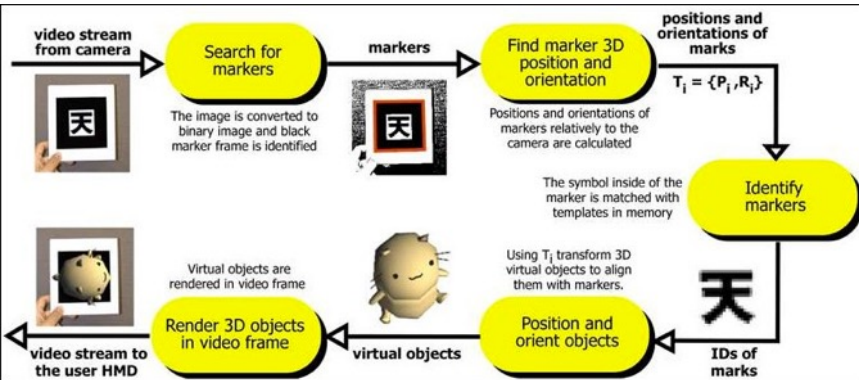 video stream
from camera
Search for
markers
The image is converted to
binary image and black
marker frame is identified
天
markers
天
Find marker 3D
position and
orientation
Positions and orientations of
markers relatively to the
camera are calculated
positions and
orientations of
marks
Ti = {Pi ,Ri}
Identify
markers
The symbol inside of the
marker is matched with
templates in memory
天
IDs of marks
Using Ti transform 3D
virtual objects to align
them with markers.
Position and
orient objects
virtual objects
Virtual objects are
rendered in video frame
Render 3D objects
in video frame
video stream to
the user HMD